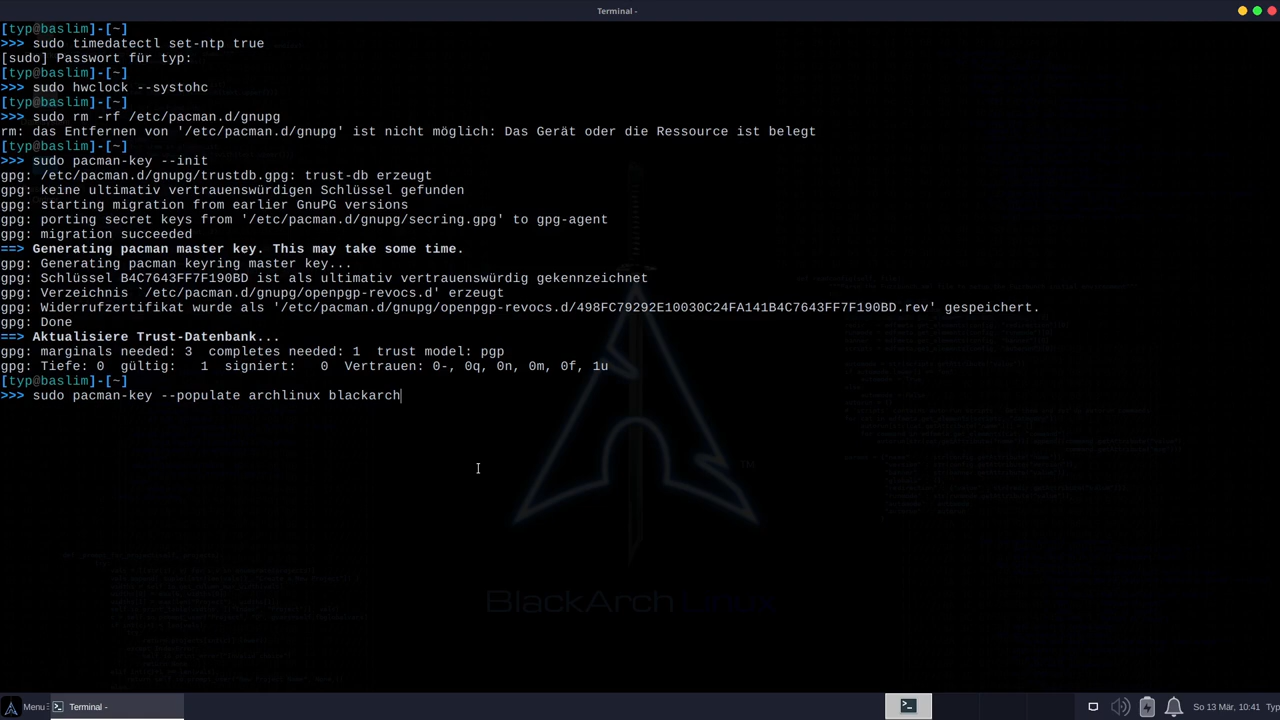 Terminal -
[typ@baslim]-[~]
>>> sudo timedatectl set-ntp true
[sudo] Passwort für typ:
[typ@baslim]-[~]
>>> sudo hwclock --systohc
[typ@baslim]-[~]
>>> sudo rm -rf /etc/pacman.d/gnupg
rm: das Entfernen von '/etc/pacman.d/gnupg' ist nicht möglich: Das Gerät oder die Ressource ist belegt
[typ@baslim]-[~]
>>> sudo pacman-key --init
gpg: /etc/pacman.d/gnupg/trustdb.gpg: trust-db erzeugt
gpg: keine ultimativ vertrauenswürdigen Schlüssel gefunden
gpg: starting migration from earlier GnuPG versions
gpg: porting secret keys from '/etc/pacman.d/gnupg/secring.gpg' to gpg-agent
gpg: migration succeeded
==> Generating pacman master key. This may take some time.
gpg: Generating pacman keyring master key...
gpg: Schlüssel B4C7643FF7F190BD ist als ultimativ vertrauenswürdig gekennzeichnet
gpg: Verzeichnis `/etc/pacman.d/gnupg/openpgp-revocs.d' erzeugt
gpg: Widerrufzertifikat wurde als '/etc/pacman.d/gnupg/openpgp-revocs.d/498FC79292E10030C24FA141B4C7643FF7F190BD.rev' gespeichert.
gpg: Done
==> Aktualisiere Trust-Datenbank...
gpg: marginals needed: 3  completes needed: 1  trust model: pgp
gpg: Tiefe: 0  gültig:   1  signiert:   0  Vertrauen: 0-, 0q, 0n, 0m, 0f, 1u
[typ@baslim]-[~]
>>> sudo pacman-key --populate archlinux blackarch
TM
BlackArch Linux
Menu
Terminal -
So 13 Mär, 10:41
Typ